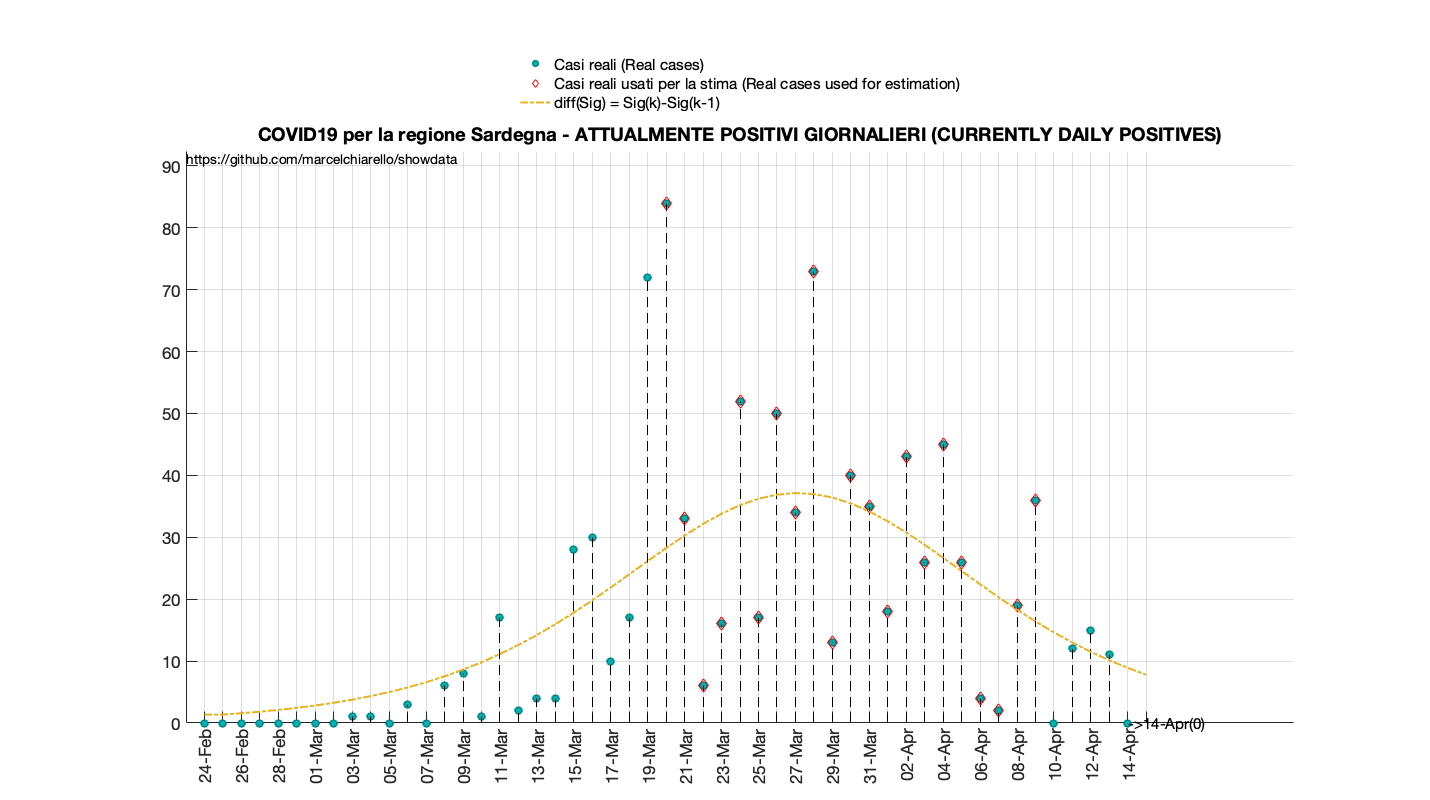 Casi reali (Real cases)
Casi reali usati per la stima (Real cases used for estimation)
diff(Sig) = Sig(k)-Sig(k-1)
COVID19 per la regione Sardegna - ATTUALMENTE POSITIVI GIORNALIERI (CURRENTLY DAILY POSITIVES)
https://github.com/marcelchiarello/showdata
90
80
70
60
50
40
30
20
10
0
->14-Apr(0)
24-Feb
26-Feb
28-Feb
01-Mar
03-Mar
05-Mar
07-Mar
09-Mar
11-Mar
13-Mar
15-Mar
17-Mar
19-Mar
21-Mar
23-Mar
25-Mar
27-Mar
29-Mar
31-Mar
02-Apr
04-Apr
06-Apr
08-Apr
10-Apr
12-Apr
14-Apr